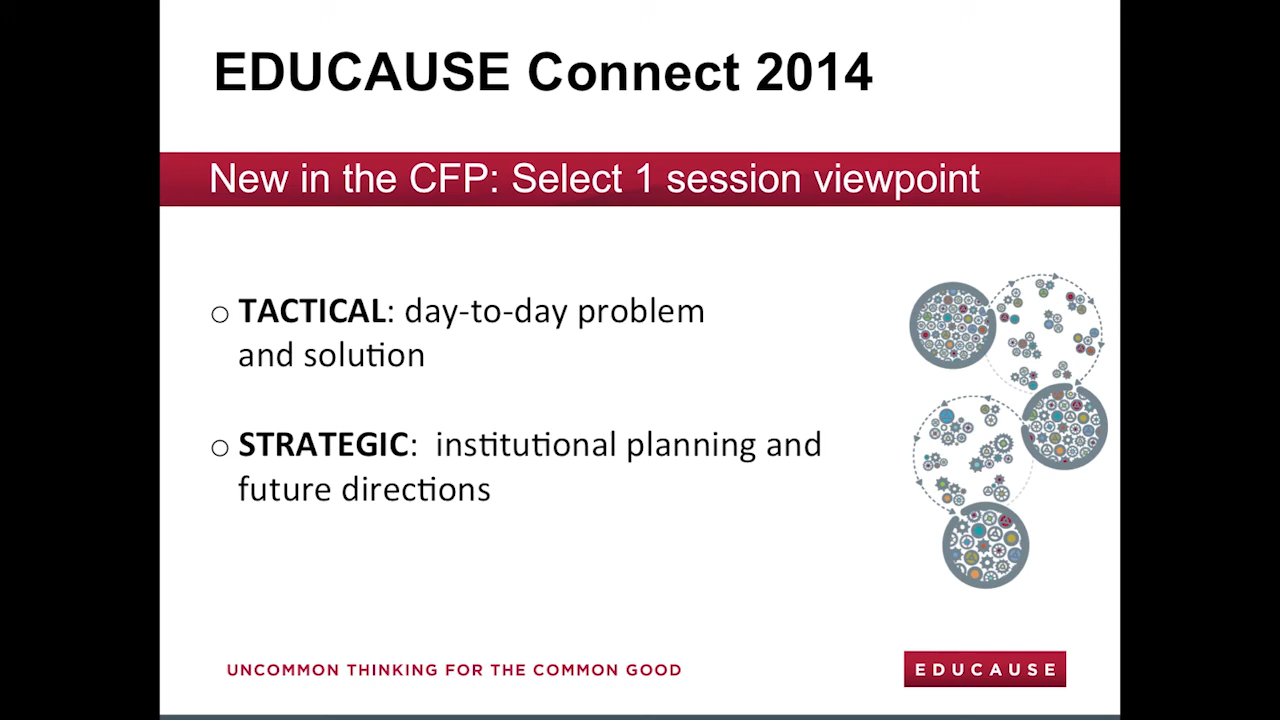 EDUCAUSE Connect 2014
New in the CFP: Select 1 session viewpoint
o TACTICAL: day-to-day problem
and solution
o STRATEGIC: institutional planning and
future directions
UNCOMMON THINKING FOR THE COMMON GOOD
EDUCAUSE